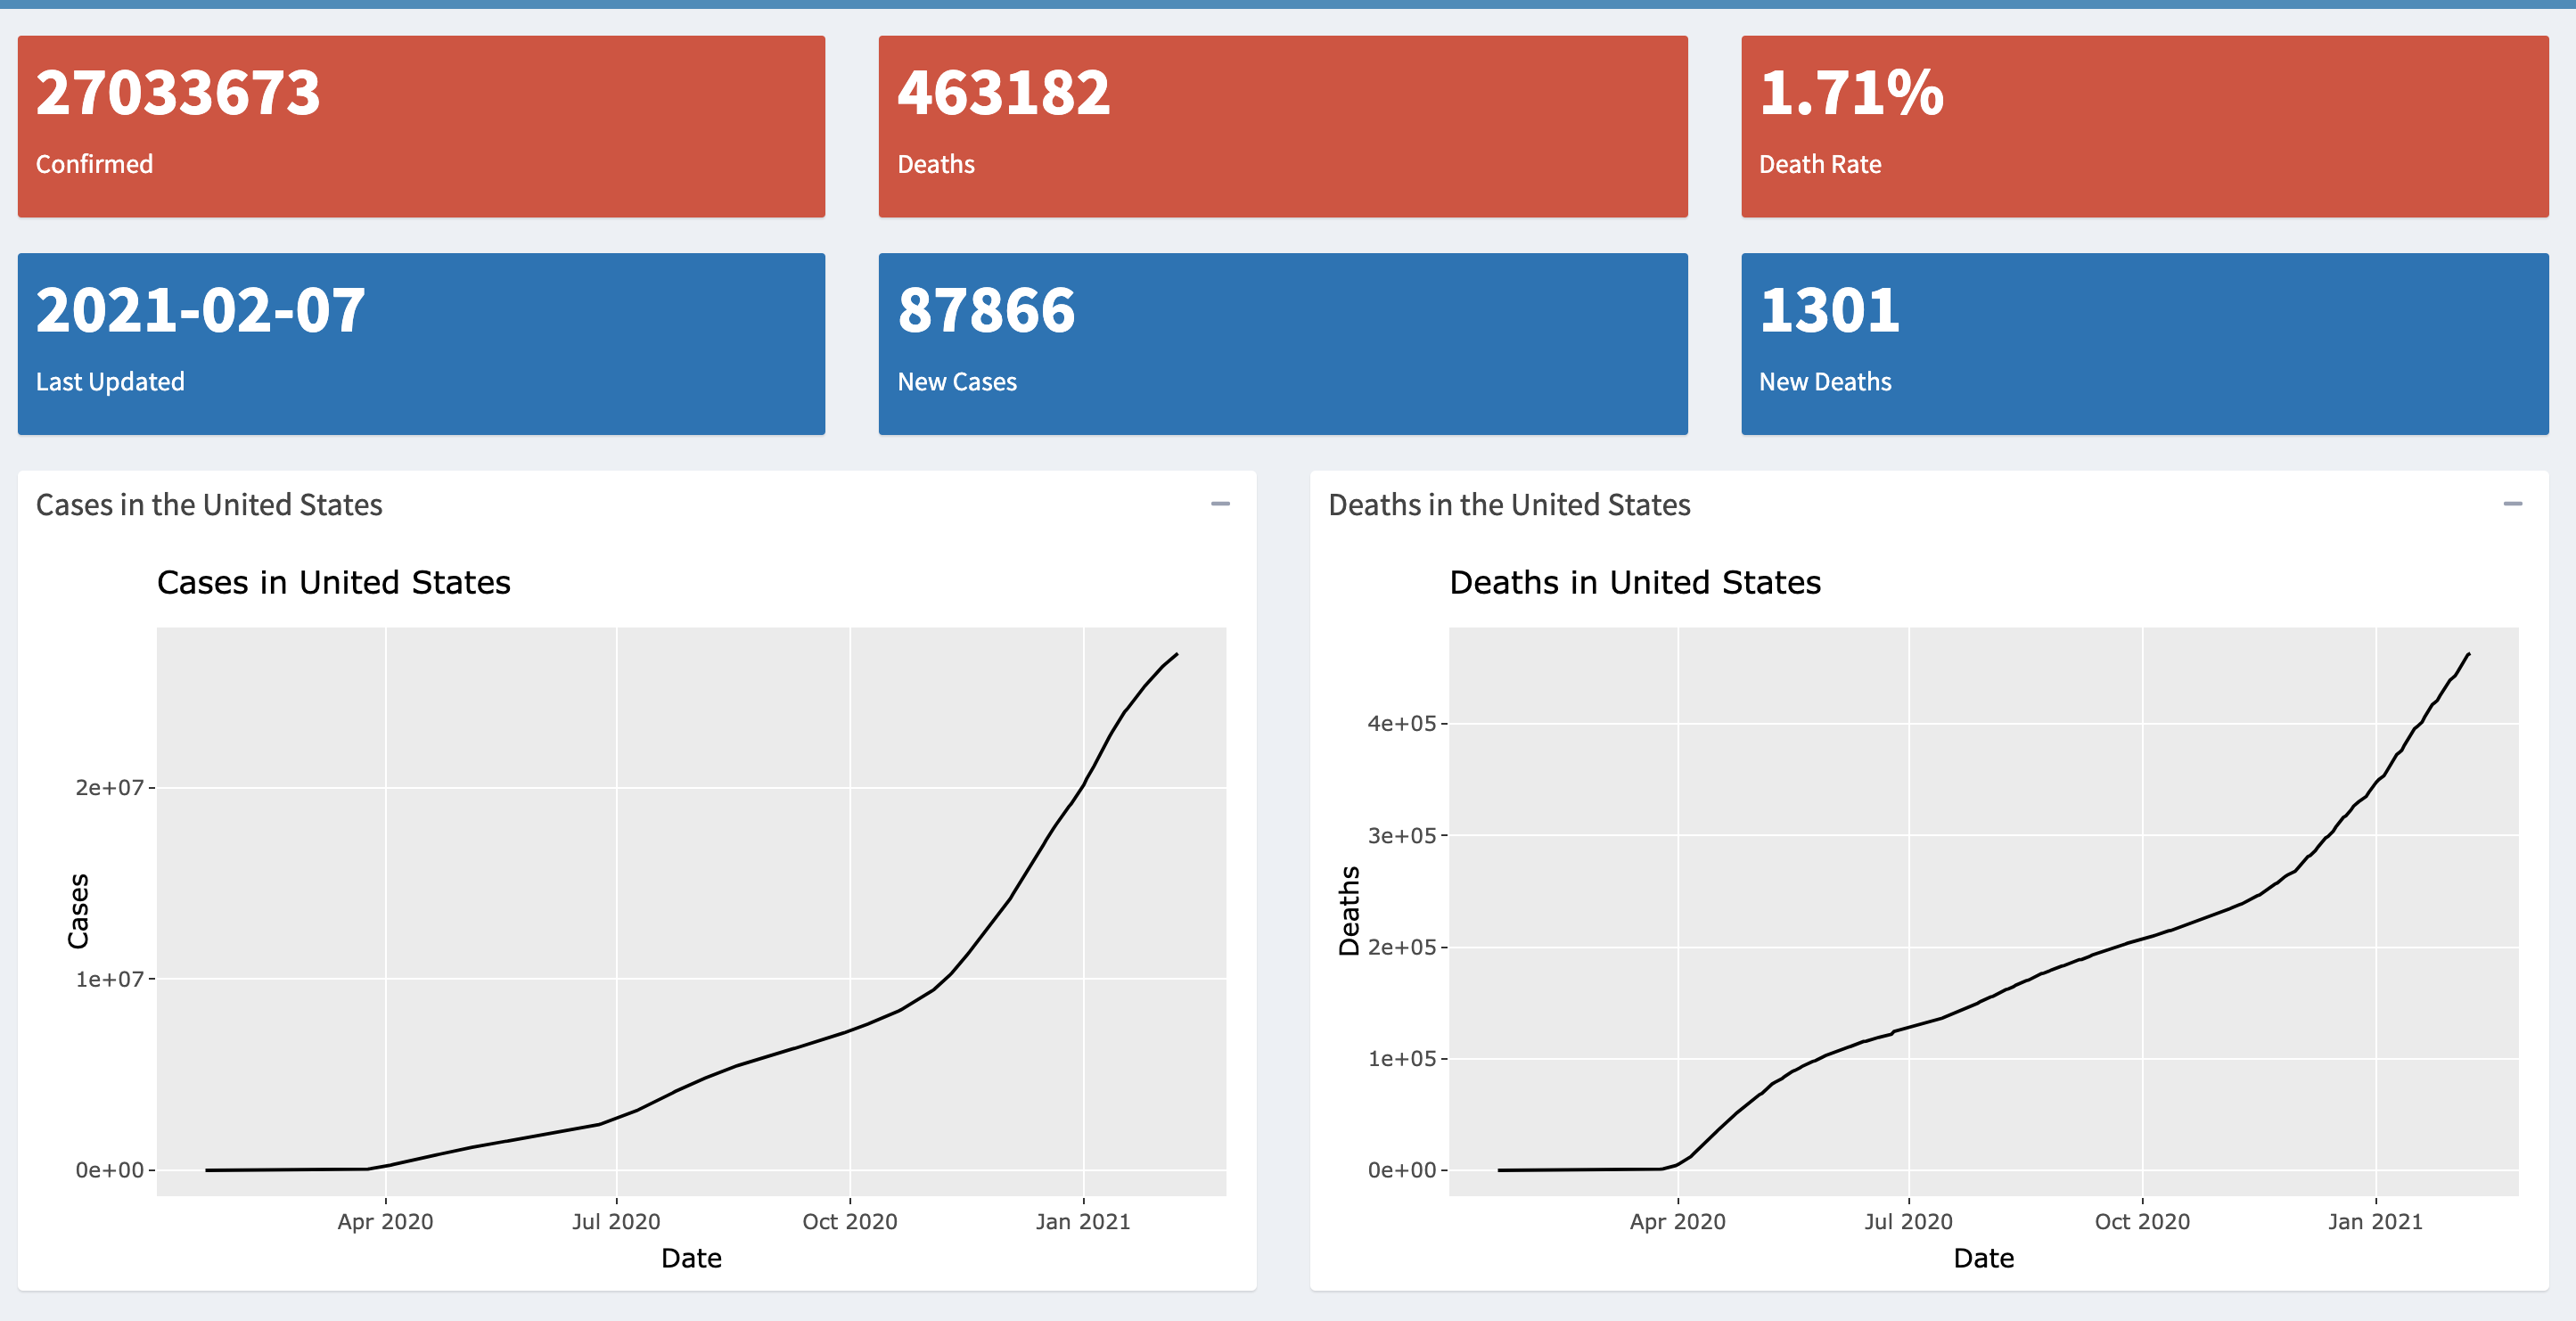 27033673
Confirmed
463182
Deaths
1.71%
Death Rate
2021-02-07
Last Updated
87866
New Cases
1301
New Deaths
Cases in the United States
Cases in United States
Cases
2e+07
1e+07
0e+00
Apr 2020 Jul 2020 Oct 2020 Jan 2021
Date
Deaths in the United States
Deaths in United States
Deaths
4e+05
3e+05
2e+05
1e+05
0e+00
Apr 2020 Jul 2020 Oct 2020 Jan 2021
Date